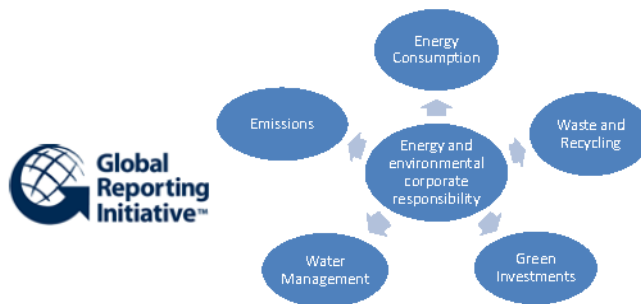 Energy
Consumption
Emissions
Waste and
Recycling
Energy and
environmental
corporate
responsibility
Global
Reporting
Initiative™
Water
Management
Green
Investments